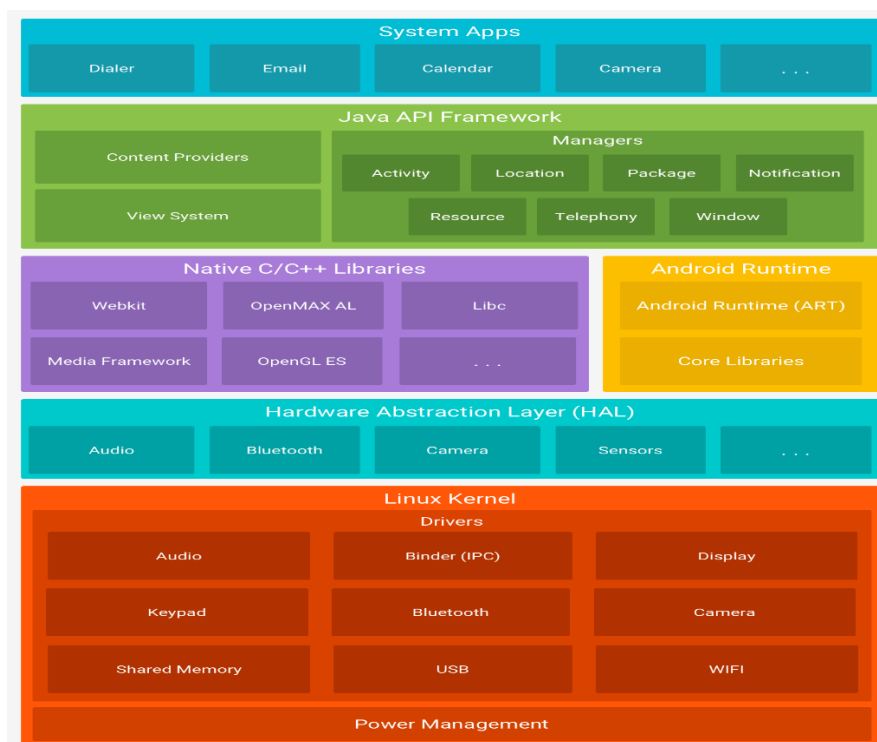 System Apps
Dialer Email Calendar Camera . . .
Java API Framework
Content Providers
View System
Managers
Activity Location Package Notification
Resource Telephony Window
Native C/C++ Libraries
Webkit OpenMAX AL Libc
Media Framework OpenGL ES . . .
Android Runtime
Android Runtime (ART)
Core Libraries
Hardware Abstraction Layer (HAL)
Audio Bluetooth Camera Sensors . . .
Linux Kernel
Drivers
Audio Binder (IPC) Display
Keypad Bluetooth Camera
Shared Memory USB WIFI
Power Management